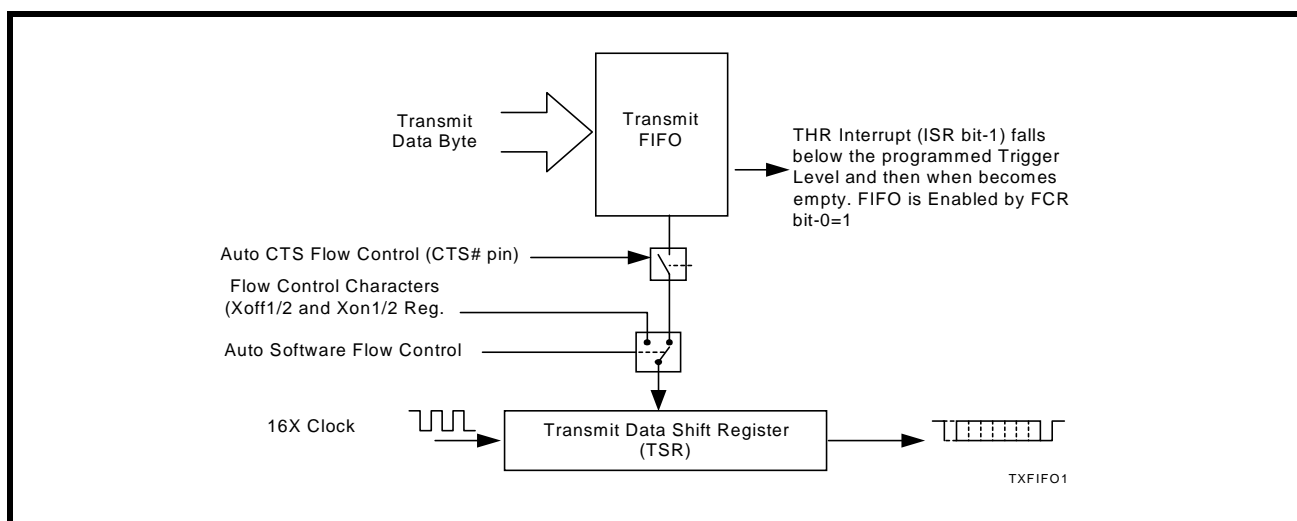 Transmit
Data Byte
Transmit
FIFO
THR Interrupt (ISR bit-1) falls
below the programmed Trigger
Level and then when becomes
empty. FIFO is Enabled by FCR
bit-0=1
Auto CTS Flow Control (CTS# pin)
Flow Control Characters
(Xoff1/2 and Xon1/2 Reg.
Auto Software Flow Control
16X Clock
Transmit Data Shift Register
(TSR)
TXFIFO1